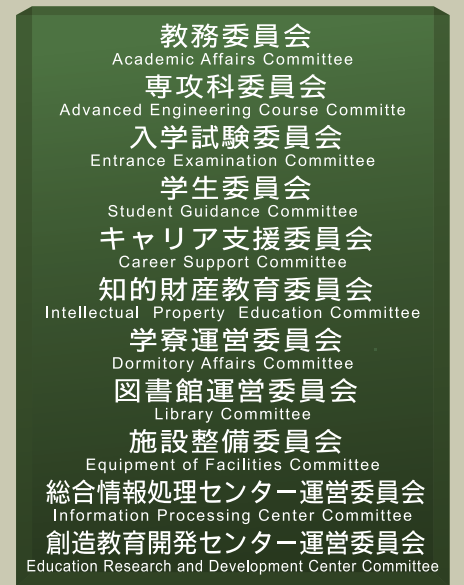 教務委員会
Academic Affairs Committee
専攻科委員会
Advanced Engineering Course Committe
入学試験委員会
Entrance Examination Committee
学生委員会
Student Guidance Committee
キャリア支援委員会
Career Support Committee
知的財産教育委員会
Intellectual Property Education Committee
学寮運営委員会
Dormitory Affairs Committee
図書館運営委員会
Library Committee
施設整備委員会
Equipment of Facilities Committee
総合情報処理センター運営委員会
Information Processing Center Committee
創造教育開発センター運営委員会
Education Research and Development Center Committee